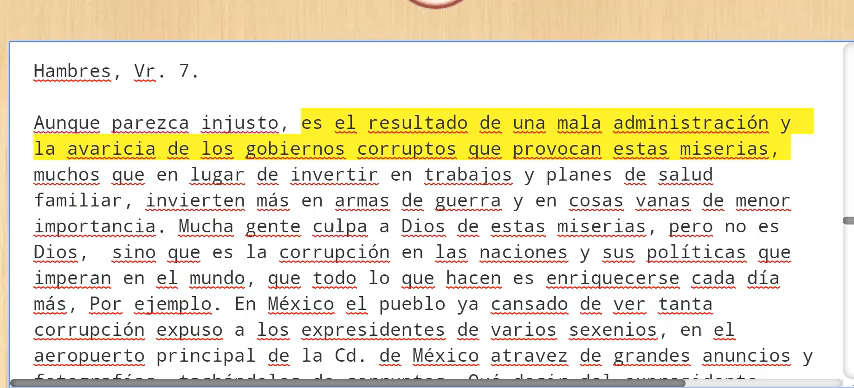 Hambres, Vr. 7.
Aunque parezca injusto, es el resultado de una mala administración y
la avaricia de los gobiernos corruptos que provocan estas miserias,
muchos que en lugar de invertir en trabajos y planes de salud
familiar, invierten más en armas de guerra y en cosas vanas de menor
importancia. Mucha gente culpa a Dios de estas miserias, pero no es
Dios,  sino que es la corrupción en las naciones y sus políticas que
imperan en el mundo, que todo lo que hacen es enriquecerse cada día
más, Por ejemplo. En México el pueblo ya cansado de ver tanta
corrupción expuso a los expresidentes de varios sexenios, en el
aeropuerto principal de la Cd. de México atravez de grandes anuncios y